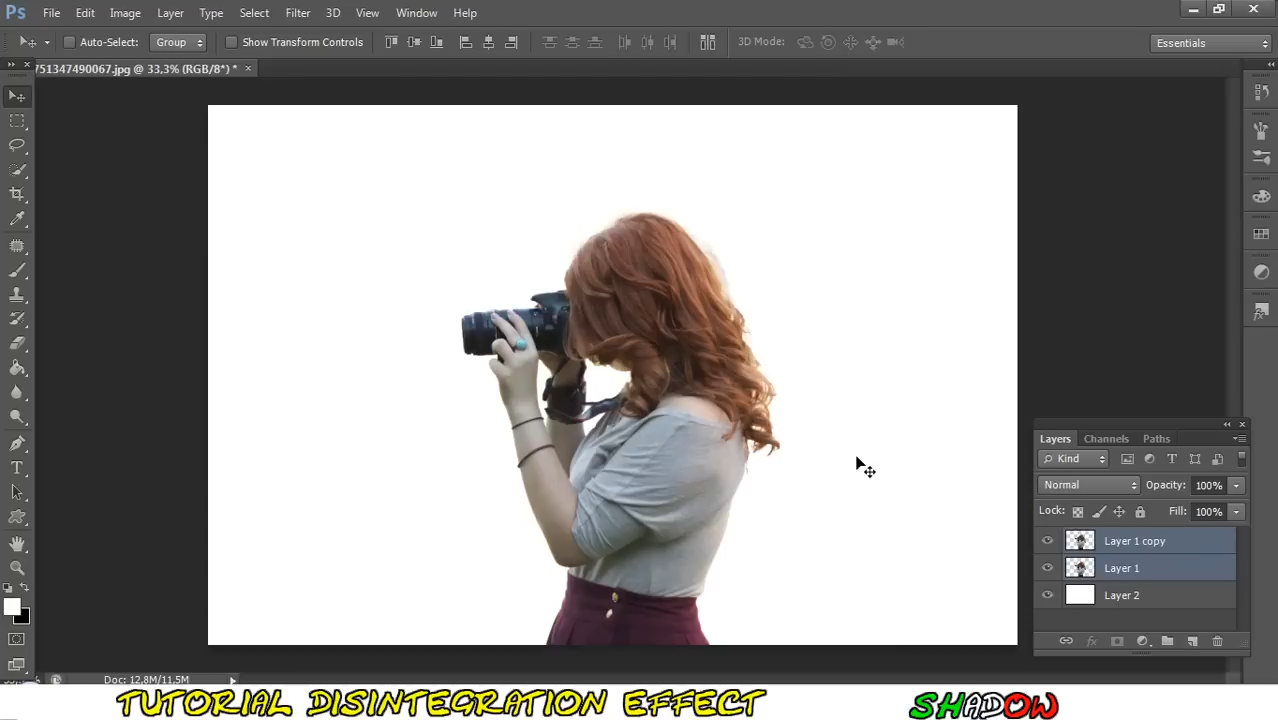 Ps File Edit Image Layer Type Select Filter 3D View Window Help
Auto-Select: Group Show Transform Controls 3D Mode: Essentials
751347490067.jpg @ 33,3% (RGB/8*) * ×
Layers Channels Paths
Kind
Normal Opacity: 100%
Lock: Fill: 100%
Layer 1 copy
Layer 1
Layer 2
Doc: 12,8M/11,5M
TUTORIAL DISINTEGRATION EFFECT SHADOW